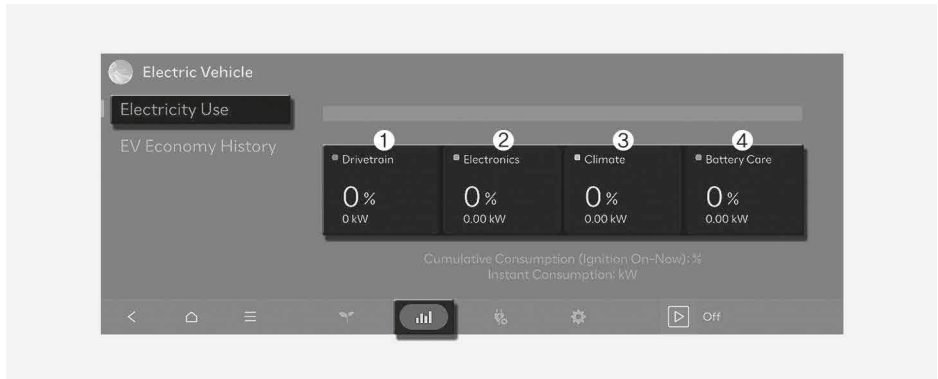 Electric Vehicle
Electricity Use
EV Economy History
1 2 3 4
Drivetrain Electronics Climate Battery Care
0 % 0 % 0 % 0 %
0 kW 0.00 kW 0.00 kW 0.00 kW
Cumulative Consumption (Ignition On-Now): %
Instant Consumption: kW
Off